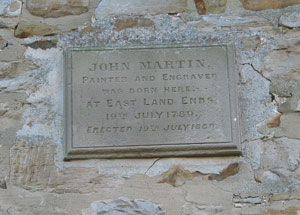 JOHN MARTIN.
PAINTER AND ENGRAVER
WAS BORN HERE.
AT EAST LAND ENDS
19TH JULY 1789.
ERECTED 19TH JULY